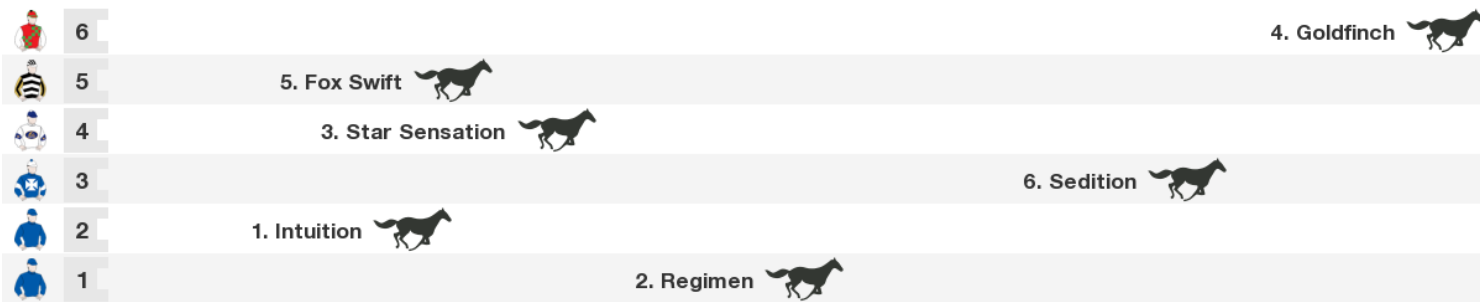 6 4. Goldfinch
5 5. Fox Swift
4 3. Star Sensation
3 6. Sedition
2 1. Intuition
1 2. Regimen